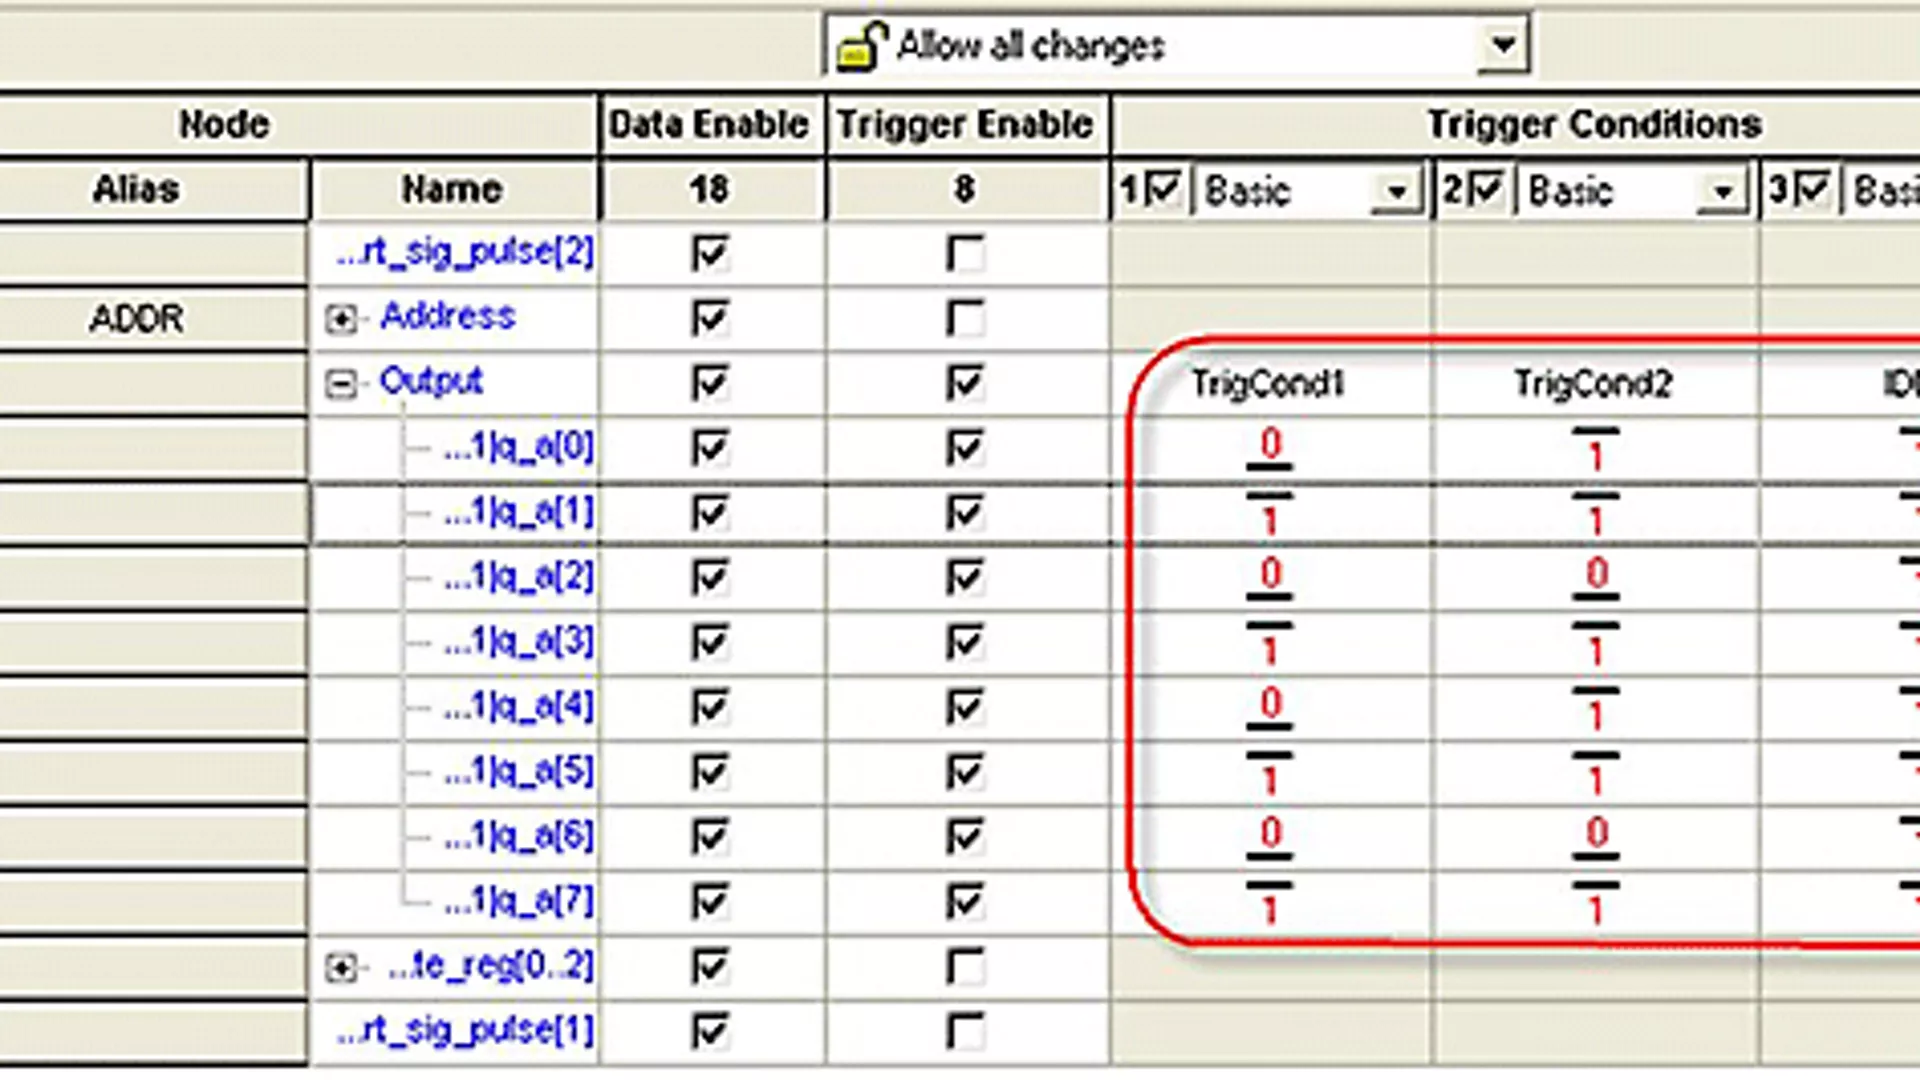 Allow all changes
Node Data Enable Trigger Enable Trigger Conditions
Alias Name 18 8 1 Basic 2 Basic 3
...rt_sig_pulse[2]
ADDR Address
Output TrigCond1 TrigCond2
...1|q_a[0] 0 1
...1|q_a[1] 1 1
...1|q_a[2] 0 0
...1|q_a[3] 1 1
...1|q_a[4] 0 1
...1|q_a[5] 1 1
...1|q_a[6] 0 0
...1|q_a[7] 1 1
...te_reg[0..2]
...rt_sig_pulse[1]